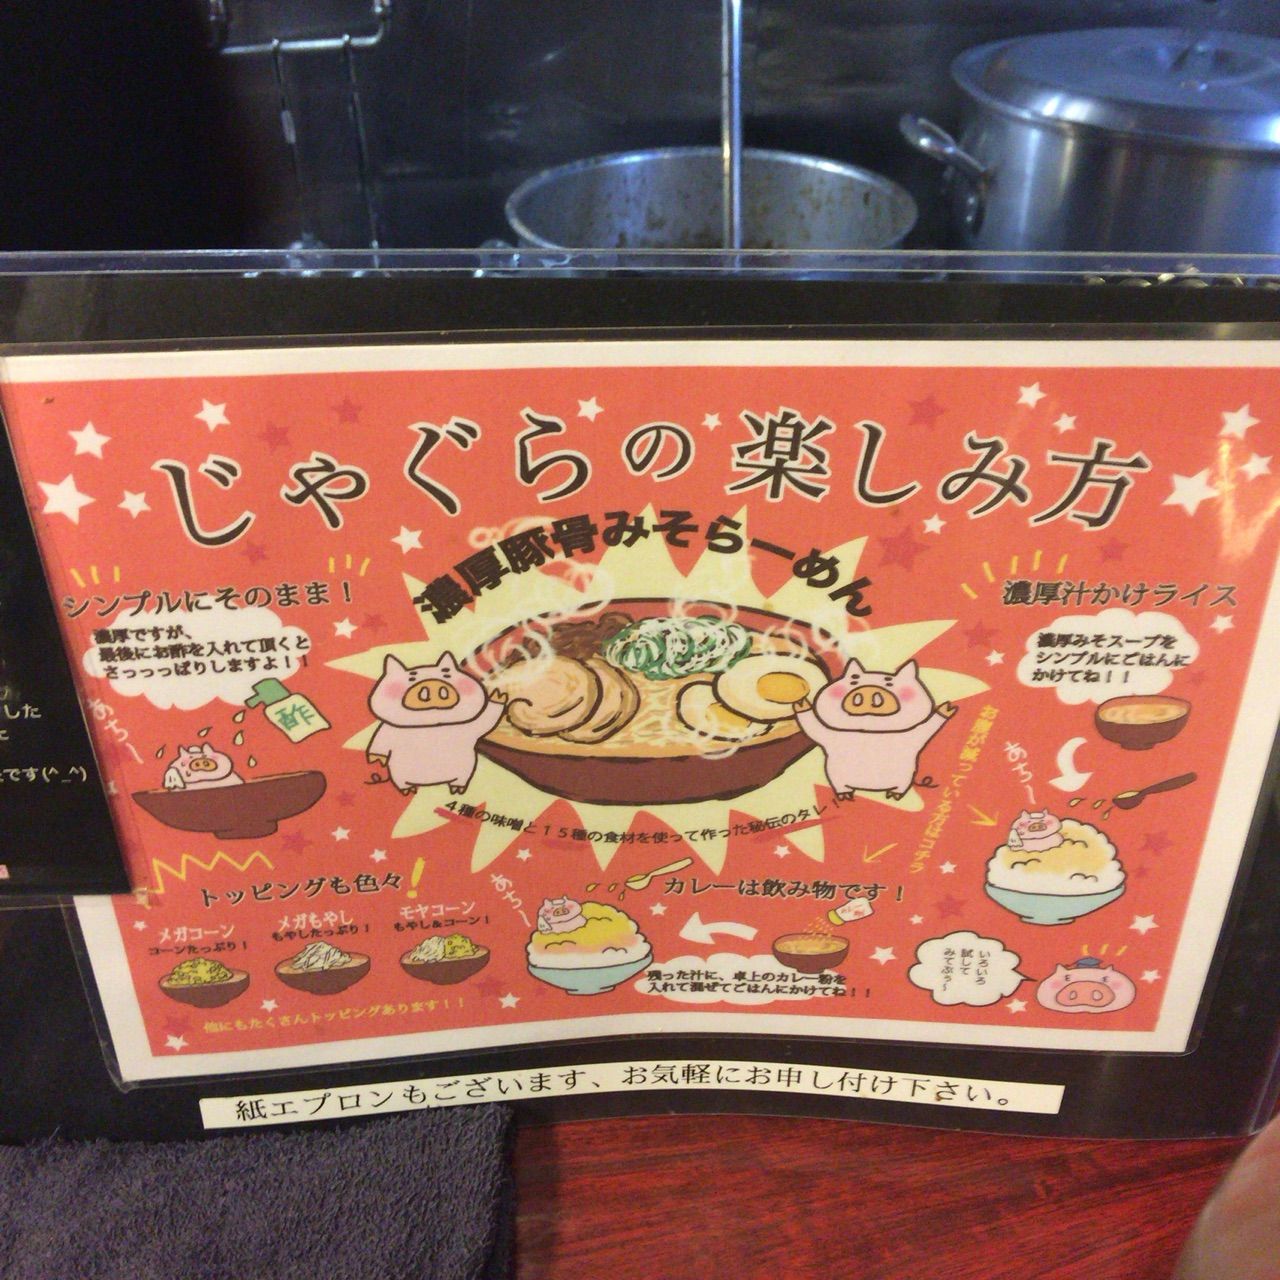 じゃぐらの楽しみ方
濃厚豚骨みそらーめん
シンプルにそのまま！
濃厚ですが、
最後にお酢を入れて頂くと
さっっっぱりしますよ！！
酢
あち～
濃厚汁かけライス
濃厚みそスープを
シンプルにごはんに
かけてね！！
あち～
お腹が減っている方はコチラ
4種の味噌と15種の食材を使って作った秘伝のタレ！
トッピングも色々！
メガコーン
コーンたっぷり！
メガもやし
もやしたっぷり！
モヤコーン
もやし&コーン！
他にもたくさんトッピングあります！！
カレーは飲み物です！
あち～
残った汁に、卓上のカレー粉を
入れて混ぜてごはんにかけてね！！
いろいろ
試して
みてぶぅ～
紙エプロンもございます、お気軽にお申し付け下さい。
した
です(^_^)